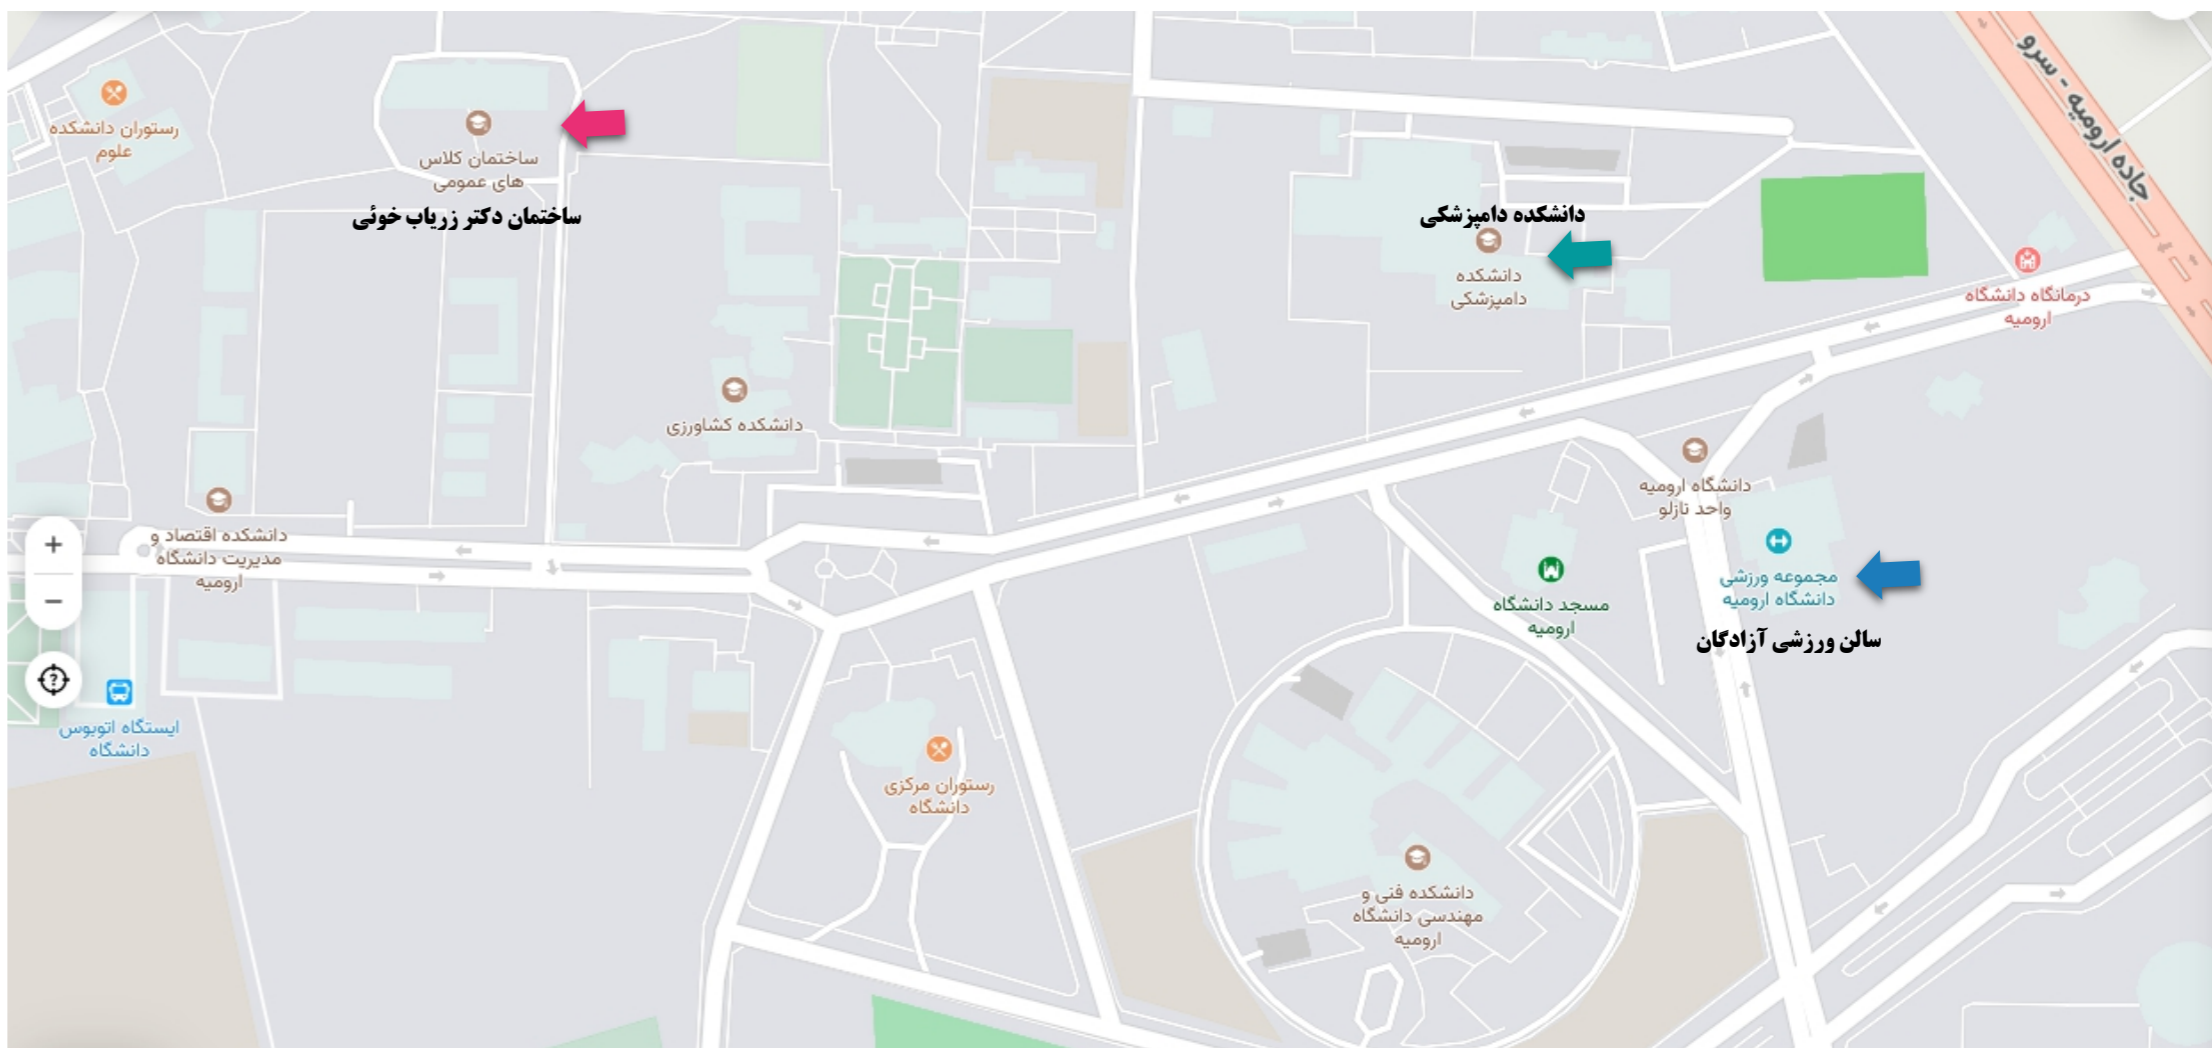 جاده ارومیه - سرو
رستوران دانشکده
علوم
ساختمان کلاس
های عمومی
ساختمان دکتر زریاب خوئی
دانشکده دامپزشکی
دانشکده
دامپزشکی
درمانگاه دانشگاه
ارومیه
دانشکده کشاورزی
دانشگاه ارومیه
واحد نازلو
دانشکده اقتصاد و
مدیریت دانشگاه
ارومیه
+
−
?
مجموعه ورزشی
دانشگاه ارومیه
سالن ورزشی آزادگان
مسجد دانشگاه
ارومیه
ایستگاه اتوبوس
دانشگاه
رستوران مرکزی
دانشگاه
دانشکده فنی و
مهندسی دانشگاه
ارومیه